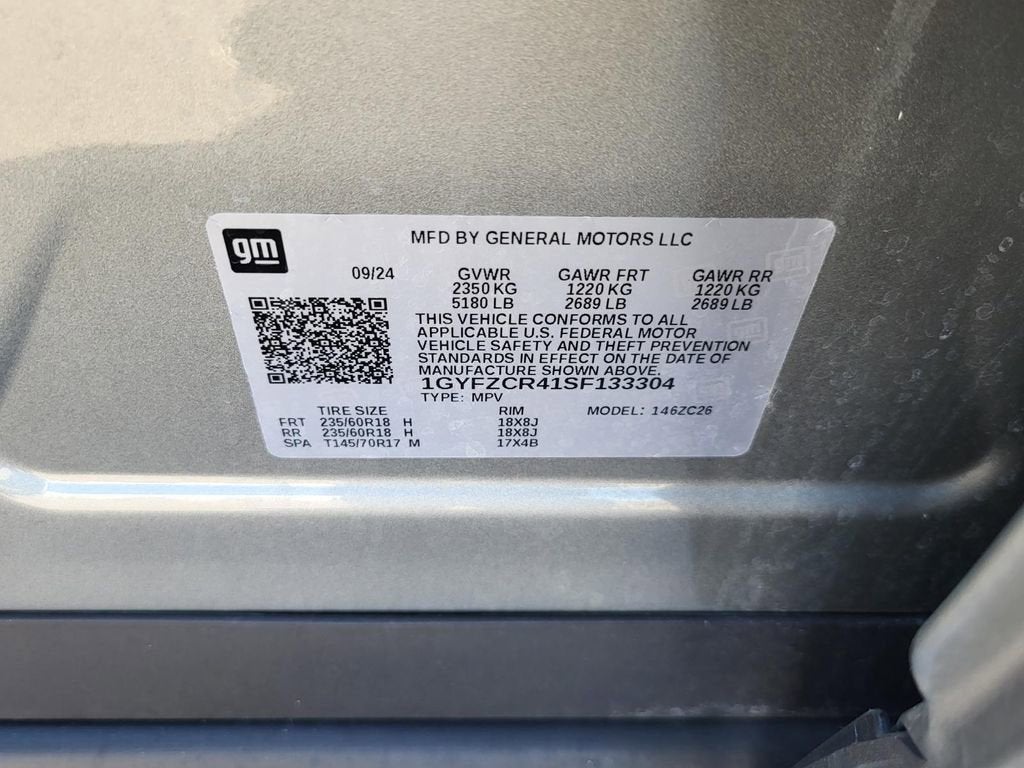 gm
MFD BY GENERAL MOTORS LLC
09/24 GVWR GAWR FRT GAWR RR
2350 KG 1220 KG 1220 KG
5180 LB 2689 LB 2689 LB
THIS VEHICLE CONFORMS TO ALL
APPLICABLE U.S. FEDERAL MOTOR
VEHICLE SAFETY AND THEFT PREVENTION
STANDARDS IN EFFECT ON THE DATE OF
MANUFACTURE SHOWN ABOVE.
1GYFZCR41SF133304
TYPE: MPV
TIRE SIZE RIM MODEL: 146ZC26
FRT 235/60R18 H 18X8J
RR 235/60R18 H 18X8J
SPA T145/70R17 M 17X4B